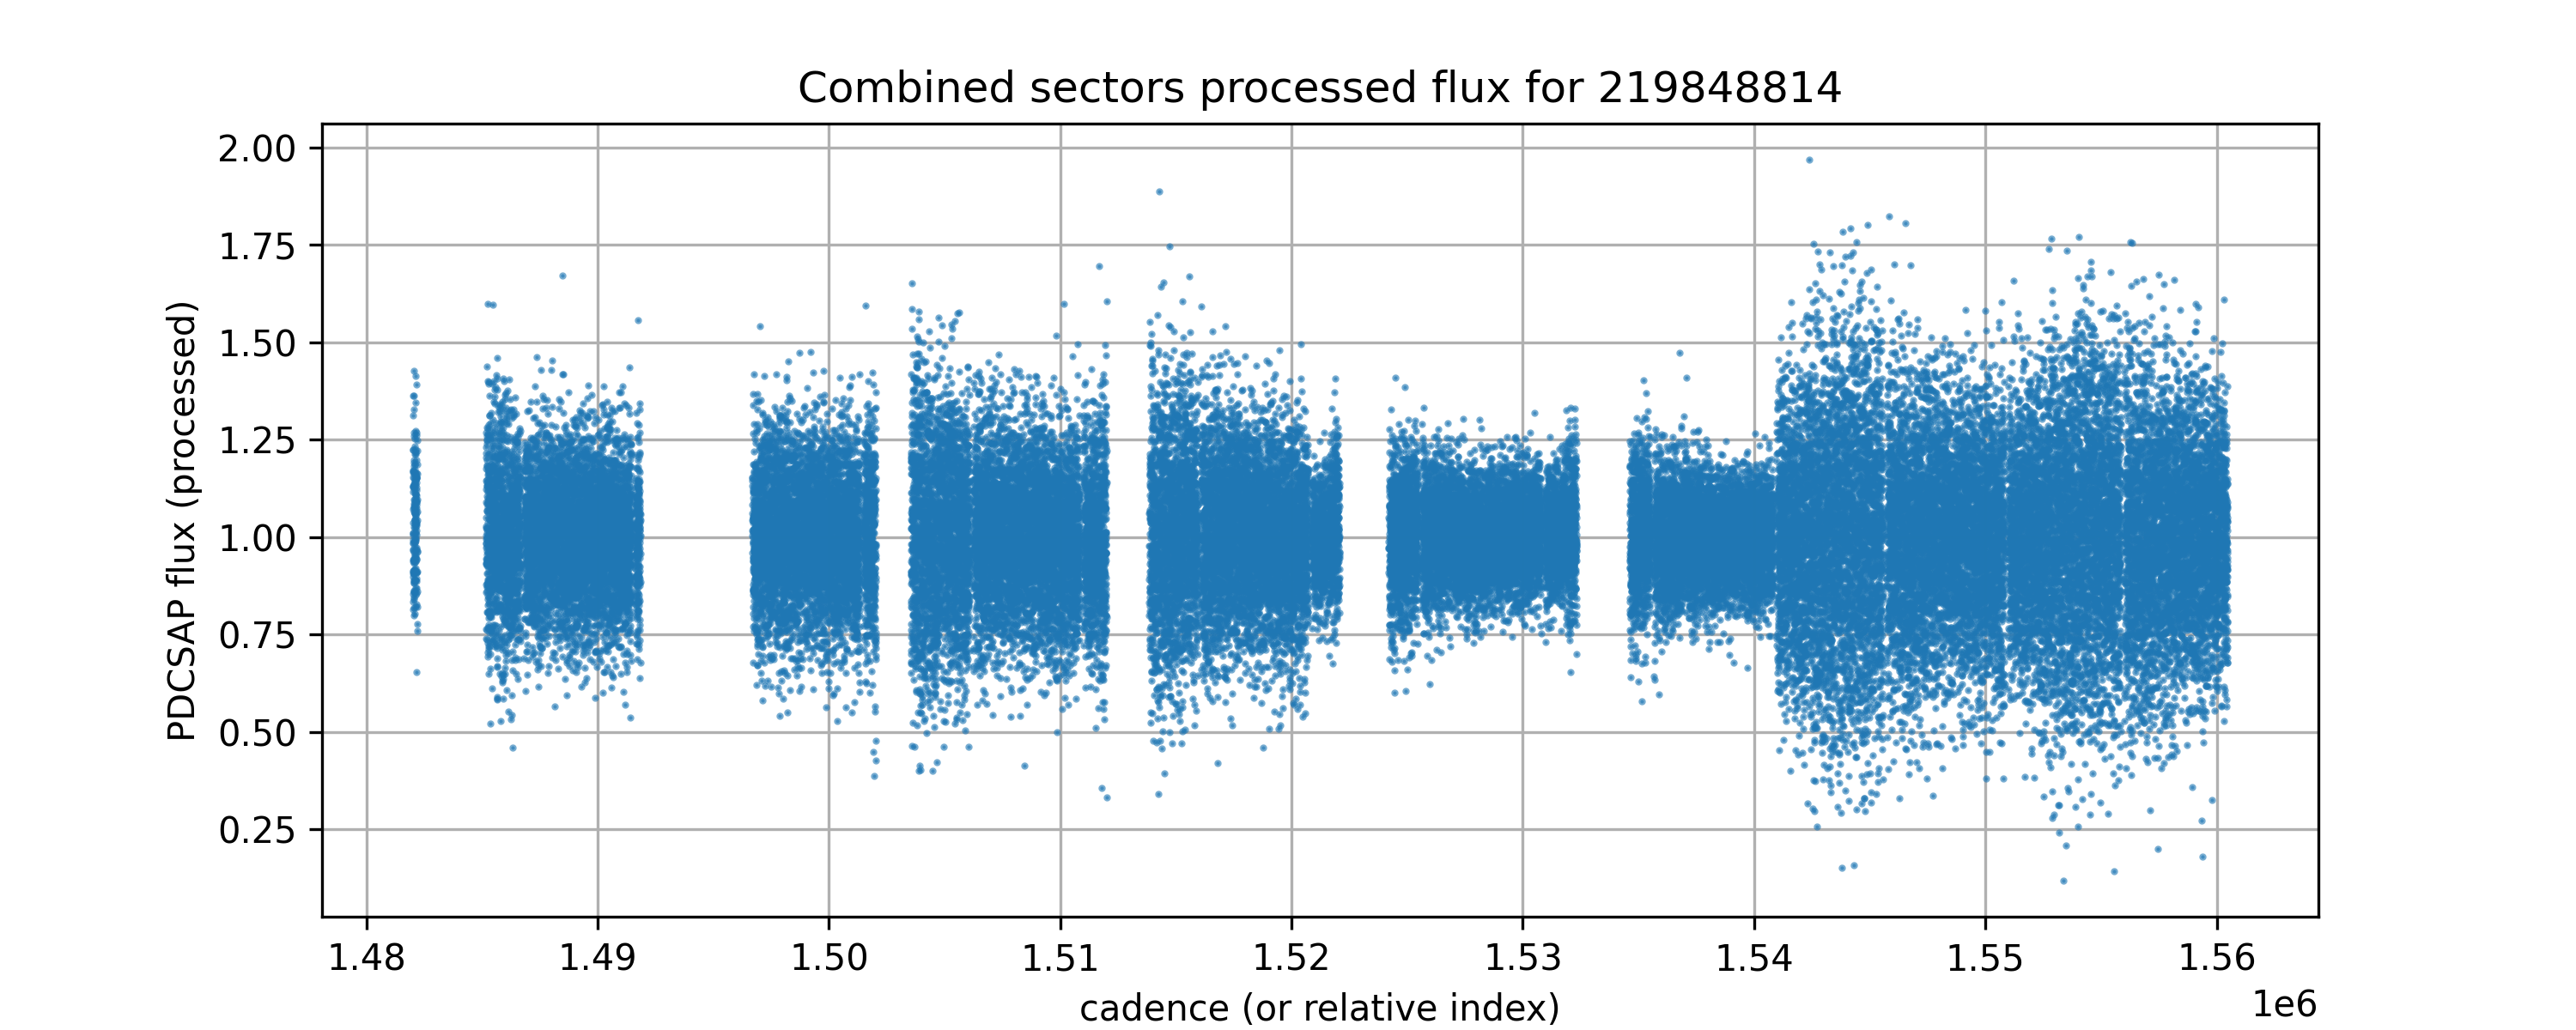 Combined sectors processed flux for 219848814
PDCSAP flux (processed)
2.00
1.75
1.50
1.25
1.00
0.75
0.50
0.25
1.48 1.49 1.50 1.51 1.52 1.53 1.54 1.55 1.56
cadence (or relative index)
1e6